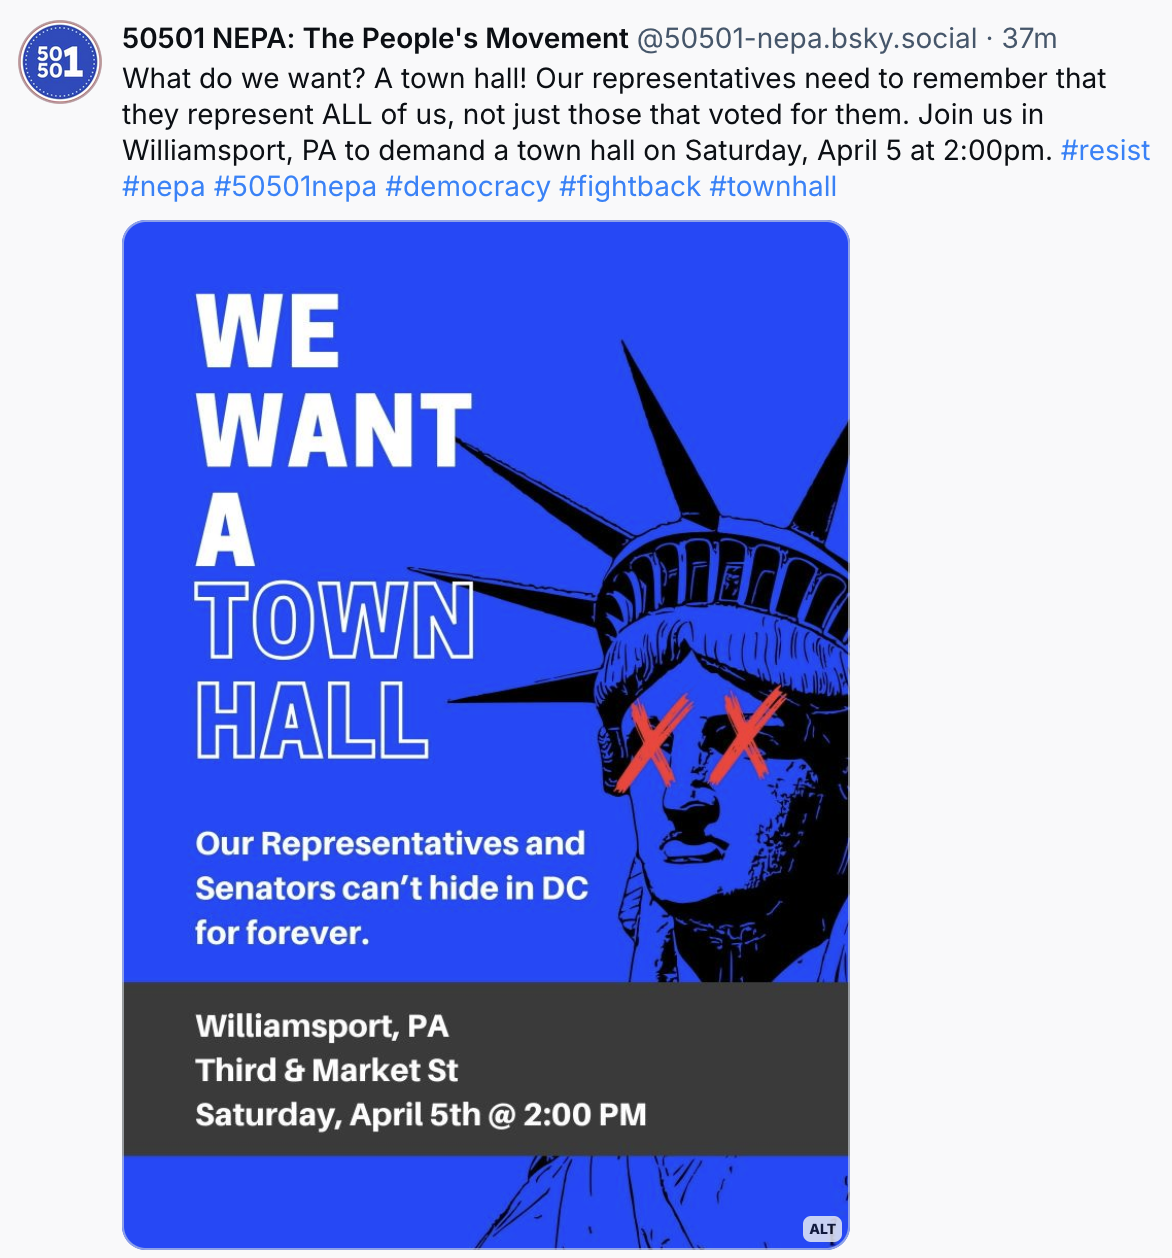 50
501
50501 NEPA: The People's Movement @50501-nepa.bsky.social · 37m
What do we want? A town hall! Our representatives need to remember that
they represent ALL of us, not just those that voted for them. Join us in
Williamsport, PA to demand a town hall on Saturday, April 5 at 2:00pm. #resist
#nepa #50501nepa #democracy #fightback #townhall
WE
WANT
A
TOWN
HALL
Our Representatives and
Senators can’t hide in DC
for forever.
Williamsport, PA
Third & Market St
Saturday, April 5th @ 2:00 PM
ALT